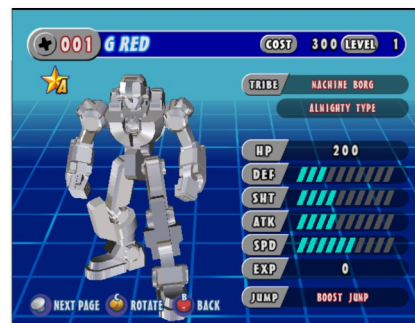 001 G RED COST 300 LEVEL 1
A
TRIBE MACHINE BORG
ALMIGHTY TYPE
HP 200
DEF
SHT
ATK
SPD
EXP 0
JUMP BOOST JUMP
NEXT PAGE C ROTATE B BACK